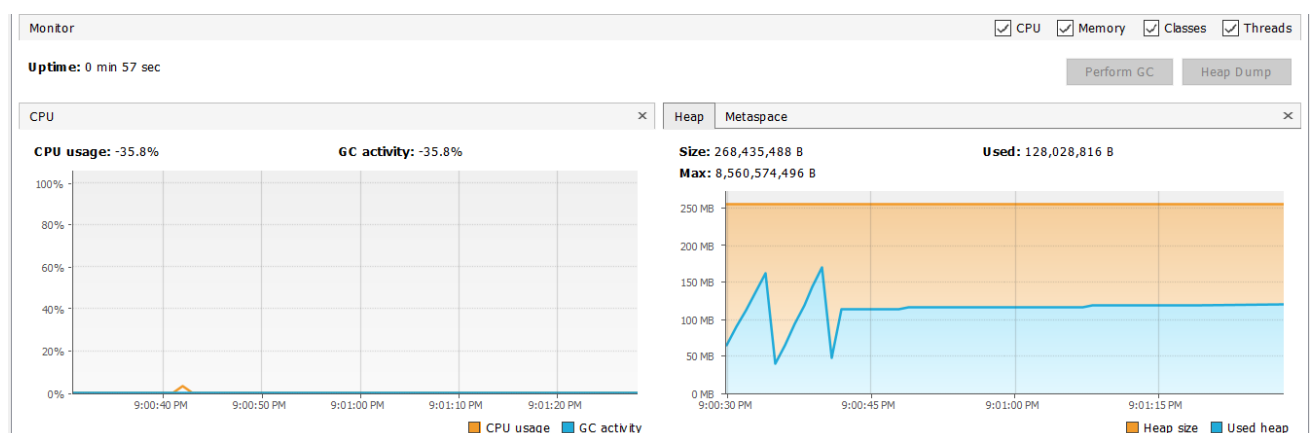 Monitor
CPU Memory Classes Threads
Uptime: 0 min 57 sec
Perform GC Heap Dump
CPU
Heap Metaspace
CPU usage: -35.8% GC activity: -35.8%
Size: 268,435,488 B Used: 128,028,816 B
Max: 8,560,574,496 B
100%
80%
60%
40%
20%
0%
9:00:40 PM 9:00:50 PM 9:01:00 PM 9:01:10 PM 9:01:20 PM
CPU usage GC activity
250 MB
200 MB
150 MB
100 MB
50 MB
0 MB
9:00:30 PM 9:00:45 PM 9:01:00 PM 9:01:15 PM
Heap size Used heap